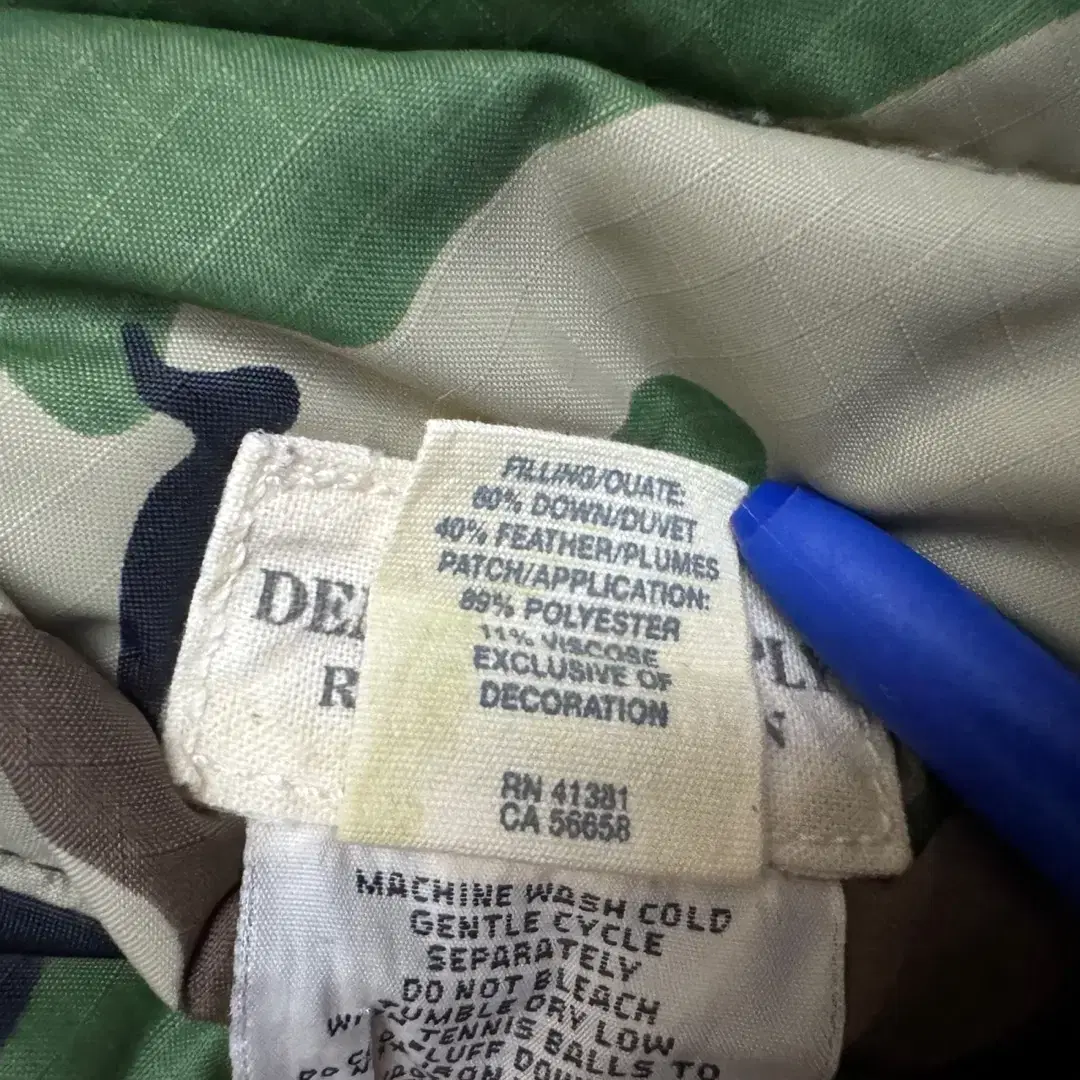 FILLING/OUATE:
60% DOWN/DUVET
40% FEATHER/PLUMES
PATCH/APPLICATION:
89% POLYESTER
11% VISCOSE
EXCLUSIVE OF
DECORATION
RN 41381
CA 56658
MACHINE WASH COLD
GENTLE CYCLE
SEPARATELY
DO NOT BLEACH
TUMBLE DRY LOW
TENNIS BALLS TO